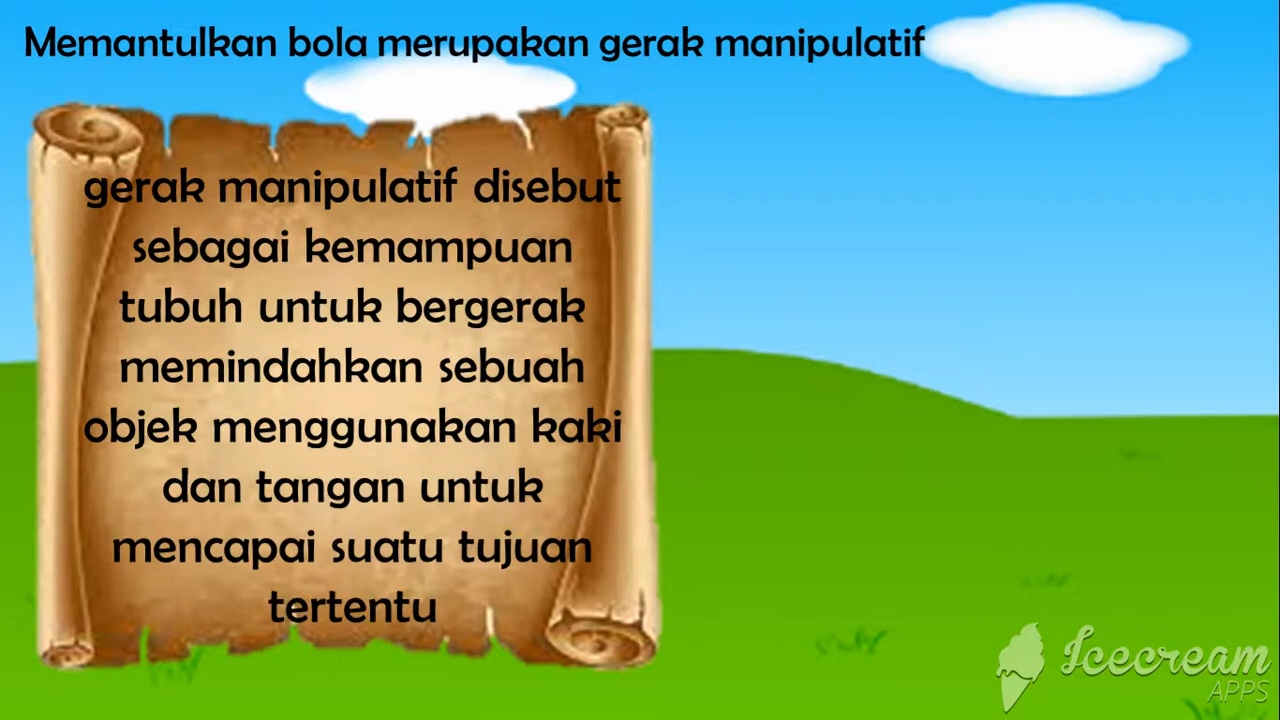 Memantulkan bola merupakan gerak manipulatif
gerak manipulatif disebut
sebagai kemampuan
tubuh untuk bergerak
memindahkan sebuah
objek menggunakan kaki
dan tangan untuk
mencapai suatu tujuan
tertentu
Icecream
APPS